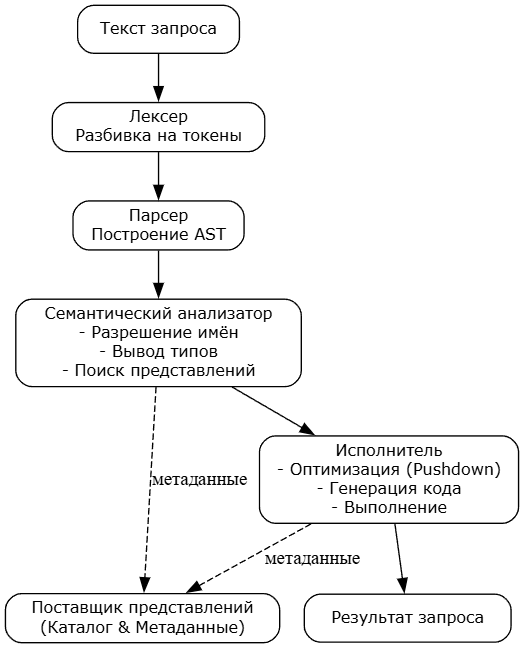 Текст запроса
Лексер
Разбивка на токены
Парсер
Построение AST
Семантический анализатор
- Разрешение имён
- Вывод типов
- Поиск представлений
метаданные
Исполнитель
- Оптимизация (Pushdown)
- Генерация кода
- Выполнение
метаданные
Поставщик представлений
(Каталог & Метаданные)
Результат запроса